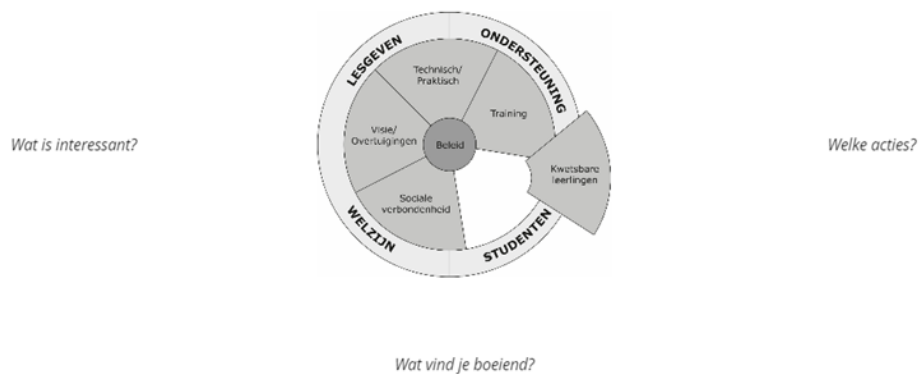 LESGEVEN
ONDERSTEUNING
Technisch/
Praktisch
Training
Visie/
Overtuigingen
Beleid
Kwetsbare
leerlingen
Sociale
verbondenheid
WELZIJN
STUDENTEN
Wat is interessant?
Welke acties?
Wat vind je boeiend?